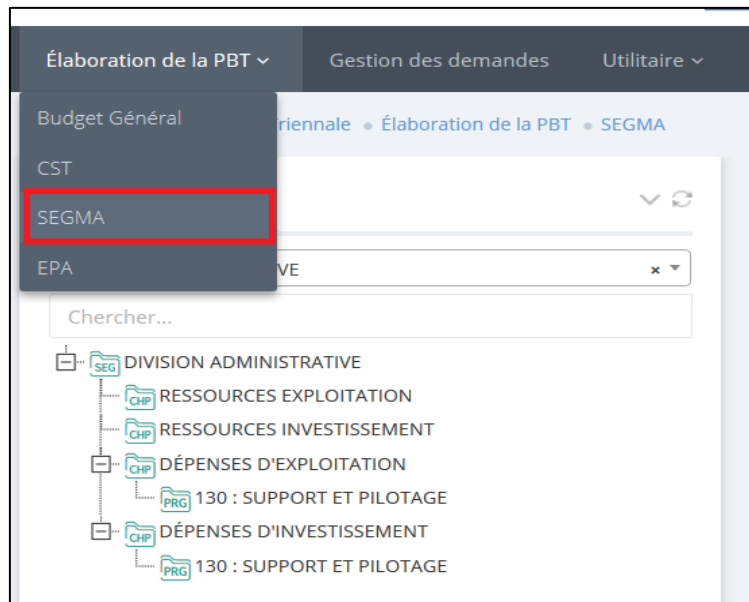 Élaboration de la PBT Gestion des demandes Utilitaire
Budget Général
riennale • Élaboration de la PBT • SEGMA
CST
SEGMA
EPA
VE × 
Chercher...
SEG DIVISION ADMINISTRATIVE
CHP RESSOURCES EXPLOITATION
CHP RESSOURCES INVESTISSEMENT
CHP DÉPENSES D'EXPLOITATION
PRG 130 : SUPPORT ET PILOTAGE
CHP DÉPENSES D'INVESTISSEMENT
PRG 130 : SUPPORT ET PILOTAGE